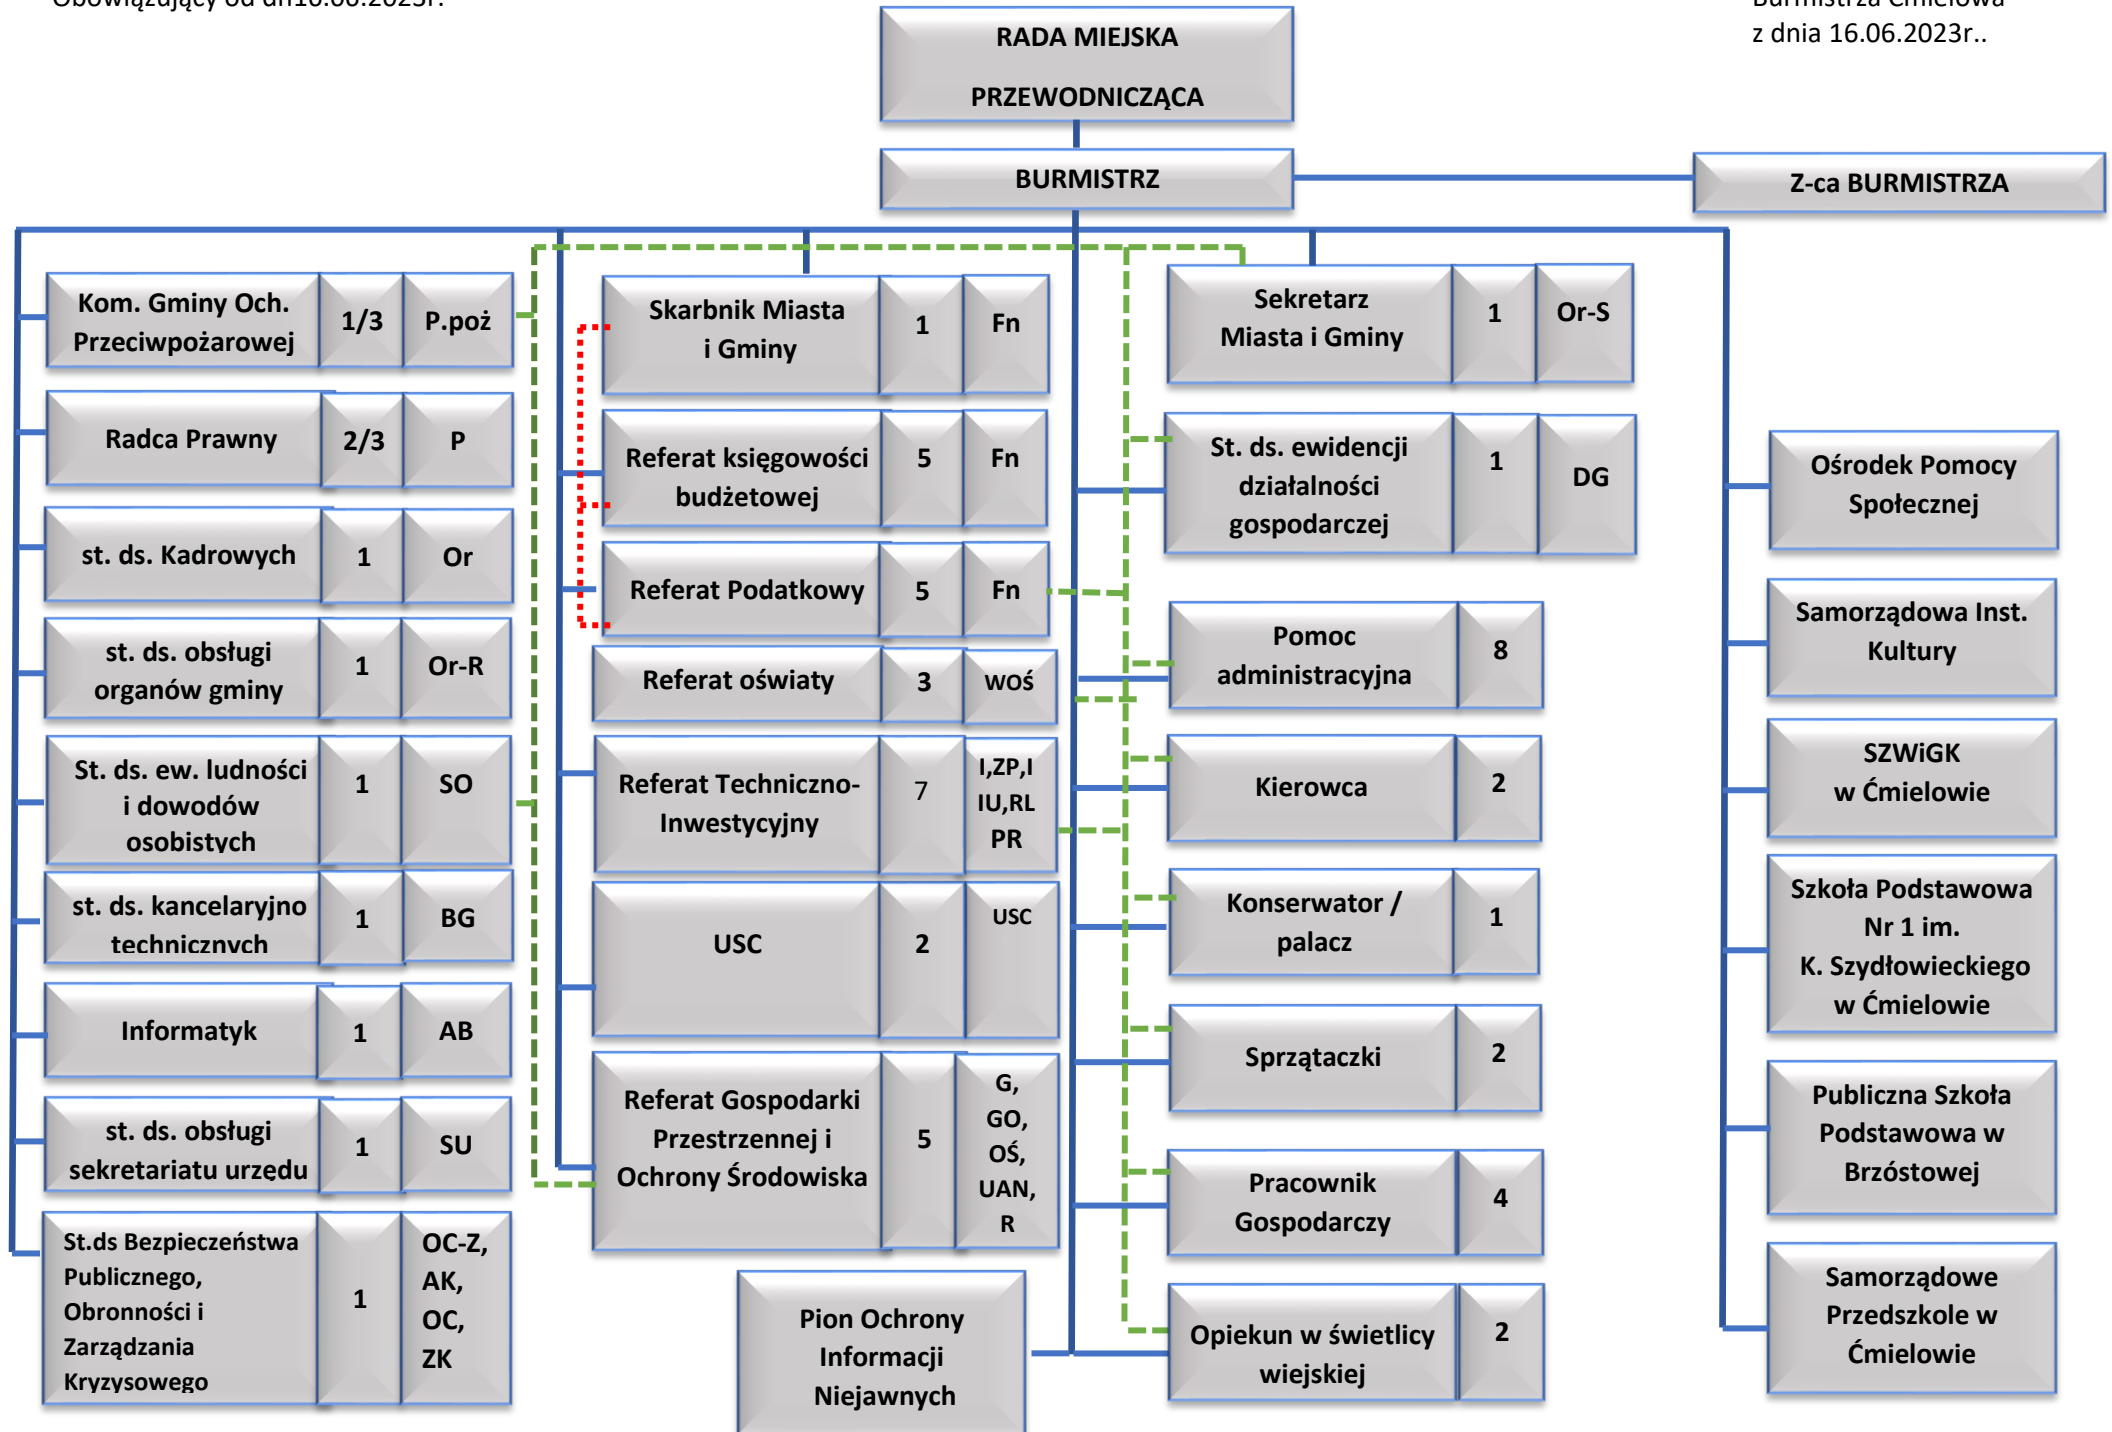 Obowiązujący od dn16.06.2023r.
Burmistrza Ćmielowa
z dnia 16.06.2023r..
RADA MIEJSKA
PRZEWODNICZĄCA
BURMISTRZ
Z-ca BURMISTRZA
Kom. Gminy Och.
Przeciwpożarowej
1/3
P.poż
Radca Prawny
2/3
P
st. ds. Kadrowych
1
Or
st. ds. obsługi
organów gminy
1
Or-R
St. ds. ew. ludności
i dowodów
osobistych
1
SO
st. ds. kancelaryjno
technicznych
1
BG
Informatyk
1
AB
st. ds. obsługi
sekretariatu urzędu
1
SU
St.ds Bezpieczeństwa
Publicznego,
Obronności i
Zarządzania
Kryzysowego
1
OC-Z,
AK,
OC,
ZK
Skarbnik Miasta
i Gminy
1
Fn
Referat księgowości
budżetowej
5
Fn
Referat Podatkowy
5
Fn
Referat oświaty
3
WOŚ
Referat Techniczno-
Inwestycyjny
7
I,ZP,I
IU,RL
PR
USC
2
USC
Referat Gospodarki
Przestrzennej i
Ochrony Środowiska
5
G,
GO,
OŚ,
UAN,
R
Pion Ochrony
Informacji
Niejawnych
Sekretarz
Miasta i Gminy
1
Or-S
St. ds. ewidencji
działalności
gospodarczej
1
DG
Pomoc
administracyjna
8
Kierowca
2
Konserwator /
palacz
1
Sprzątaczki
2
Pracownik
Gospodarczy
4
Opiekun w świetlicy
wiejskiej
2
Ośrodek Pomocy
Społecznej
Samorządowa Inst.
Kultury
SZWiGK
w Ćmielowie
Szkoła Podstawowa
Nr 1 im.
K. Szydłowieckiego
w Ćmielowie
Publiczna Szkoła
Podstawowa w
Brzóstowej
Samorządowe
Przedszkole w
Ćmielowie